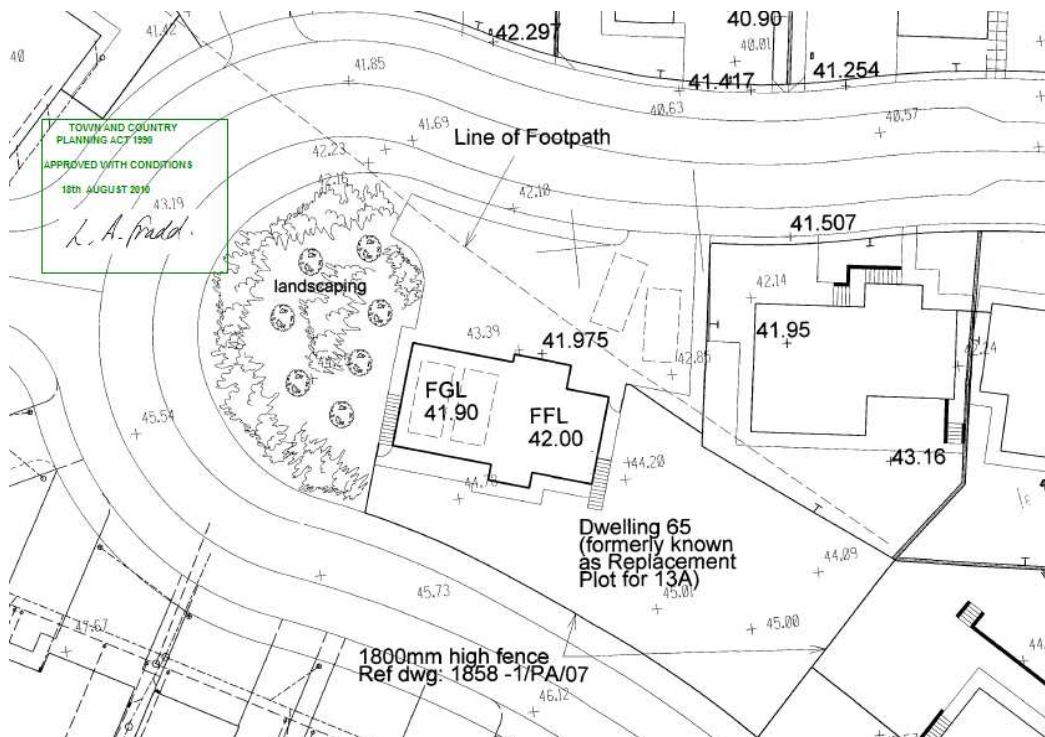 41.42
42.297
40.90
40.01
40
41.85
41.417
41.254
40.63
40.57
TOWN AND COUNTRY
PLANNING ACT 1990
APPROVED WITH CONDITIONS
18th AUGUST 2010
43.19
41.69
Line of Footpath
42.23
42.16
42.10
41.507
landscaping
42.14
41.95
43.39
41.975
42.85
42.24
FGL
41.90
FFL
42.00
45.54
43.16
44.78
44.20
Dwelling 65
(formerly known
as Replacement
Plot for 13A)
44.09
45.01
45.00
45.73
47.67
1800mm high fence
Ref dwg: 1858 -1/PA/07
46.12